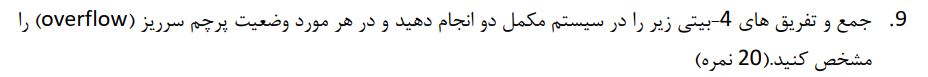 9. جمع و تفریق های 4-بیتی زیر را در سیستم مکمل دو انجام دهید و در هر مورد وضعیت پرچم سرریز (overflow) را
مشخص کنید.(20 نمره)